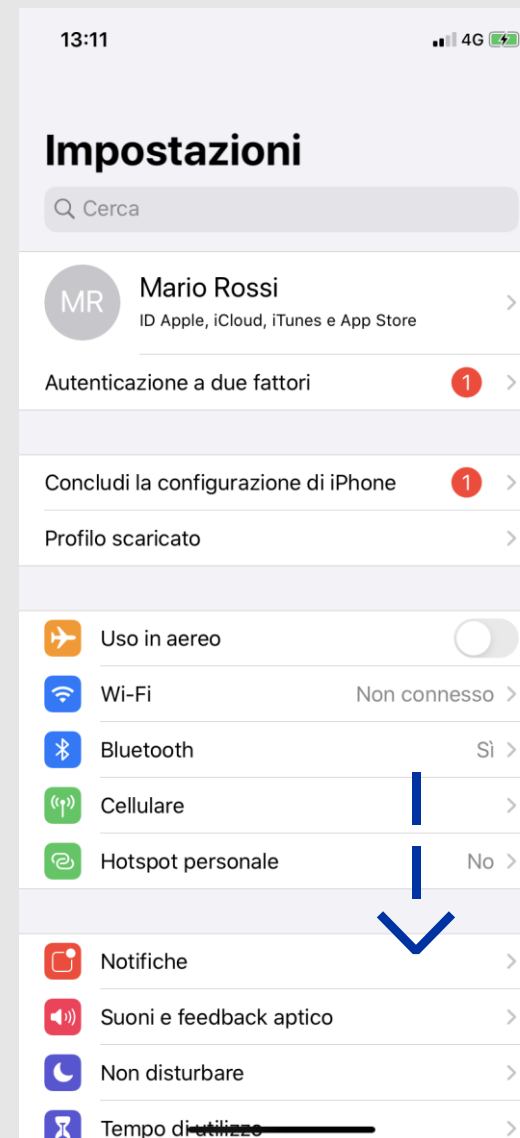 13:11 4G
Impostazioni
Cerca
MR
Mario Rossi
ID Apple, iCloud, iTunes e App Store
Autenticazione a due fattori 1
Concludi la configurazione di iPhone 1
Profilo scaricato
Uso in aereo
Wi-Fi Non connesso
Bluetooth Sì
Cellulare
Hotspot personale No
Notifiche
Suoni e feedback aptico
Non disturbare
Tempo di utilizzo